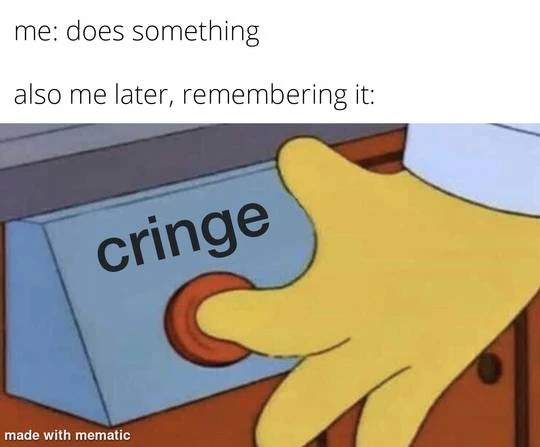 me: does something
also me later, remembering it:
cringe
made with mematic